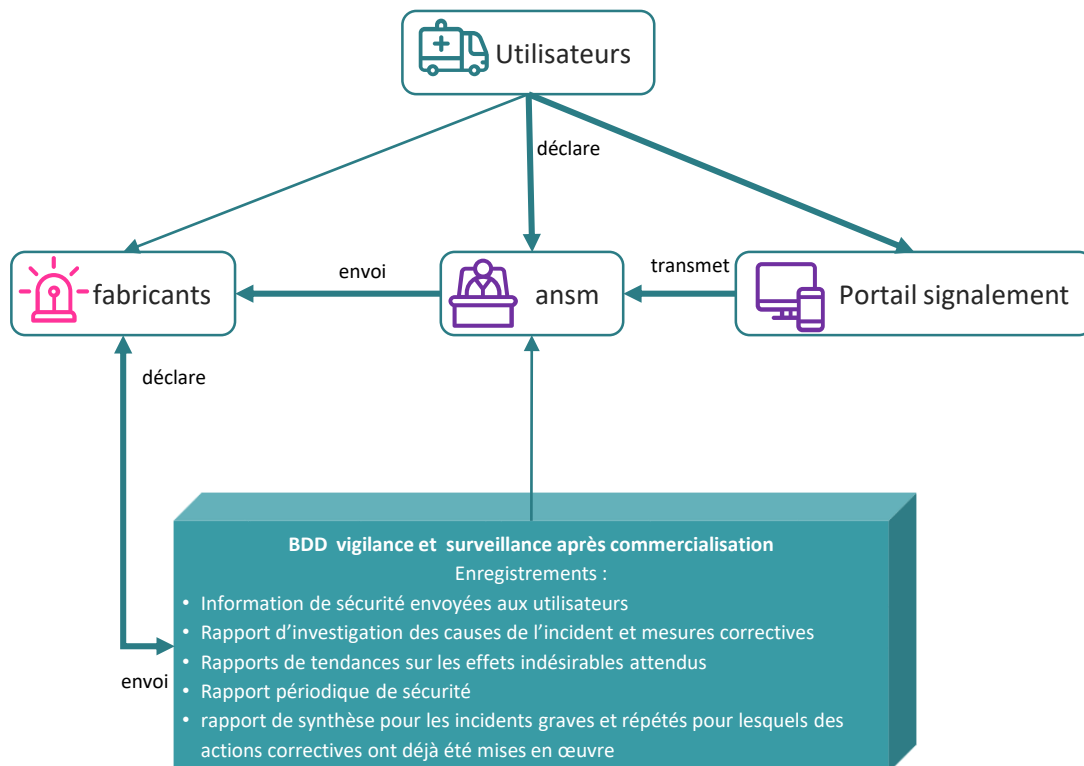 Utilisateurs
déclare
fabricants
envoi
ansm
transmet
Portail signalement
déclare
envoi
BDD vigilance et surveillance après commercialisation
Enregistrements :
• Information de sécurité envoyées aux utilisateurs
• Rapport d’investigation des causes de l’incident et mesures correctives
• Rapports de tendances sur les effets indésirables attendus
• Rapport périodique de sécurité
• rapport de synthèse pour les incidents graves et répétés pour lesquels des
actions correctives ont déjà été mises en œuvre